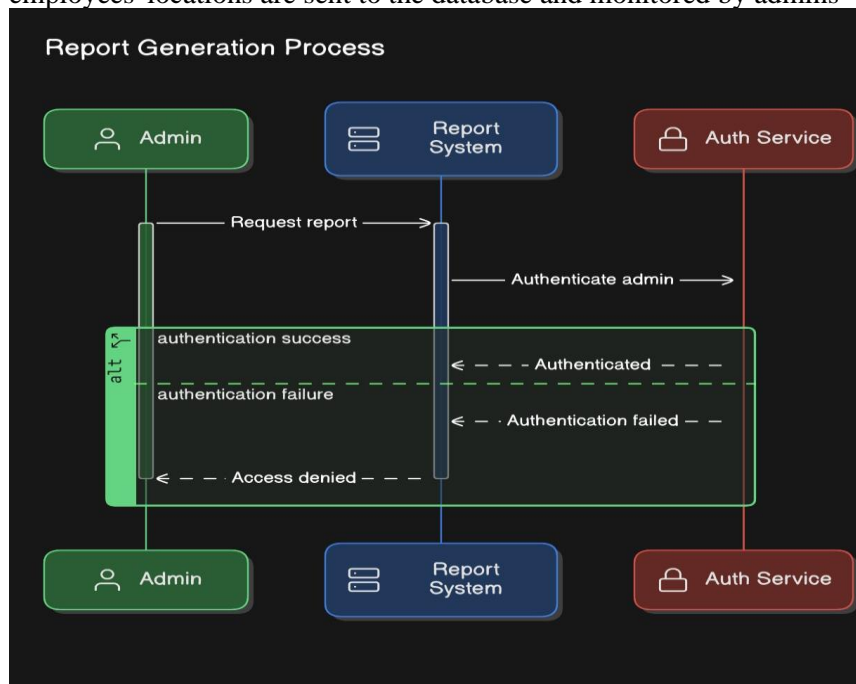 employees' locations are sent to the database and monitored by admins
Report Generation Process
Admin
Report
System
Auth Service
Request report
Authenticate admin
alt
authentication success
Authenticated
authentication failure
Authentication failed
Access denied
Admin
Report
System
Auth Service